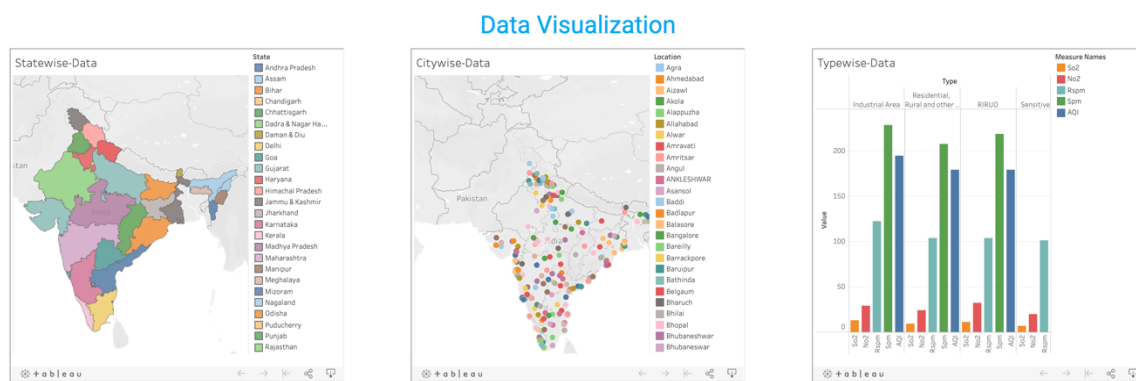 Data Visualization
Statewise-Data
itan
India
State
Andhra Pradesh
Assam
Bihar
Chandigarh
Chhattisgarh
Dadra & Nagar Ha...
Daman & Diu
Delhi
Goa
Gujarat
Haryana
Himachal Pradesh
Jammu & Kashmir
Jharkhand
Karnataka
Kerala
Madhya Pradesh
Maharashtra
Manipur
Meghalaya
Mizoram
Nagaland
Odisha
Puducherry
Punjab
Rajasthan
+ableau
Citywise-Data
Pakistan
India
Location
Agra
Ahmedabad
Aizawl
Akola
Alappuzha
Allahabad
Alwar
Amravati
Amritsar
Angul
ANKLESHWAR
Asansol
Baddi
Badlapur
Balasore
Bangalore
Bareilly
Barrackpore
Baruipur
Bathinda
Belgaum
Bharuch
Bhilai
Bhopal
Bhubaneshwar
Bhubaneswar
+ableau
Typewise-Data
Type
Industrial Area
Residential,
Rural and other ..
RIRUO
Sensitive
Value
200
150
100
50
0
So2
No2
Rspm
Spm
AQI
So2
No2
Rspm
Spm
AQI
So2
No2
Rspm
Spm
AQI
So2
No2
Rspm
Measure Names
So2
No2
Rspm
Spm
AQI
+ableau